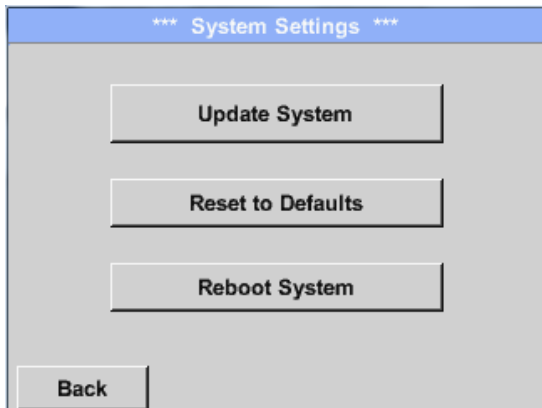 *** System Settings ***
Update System
Reset to Defaults
Reboot System
Back